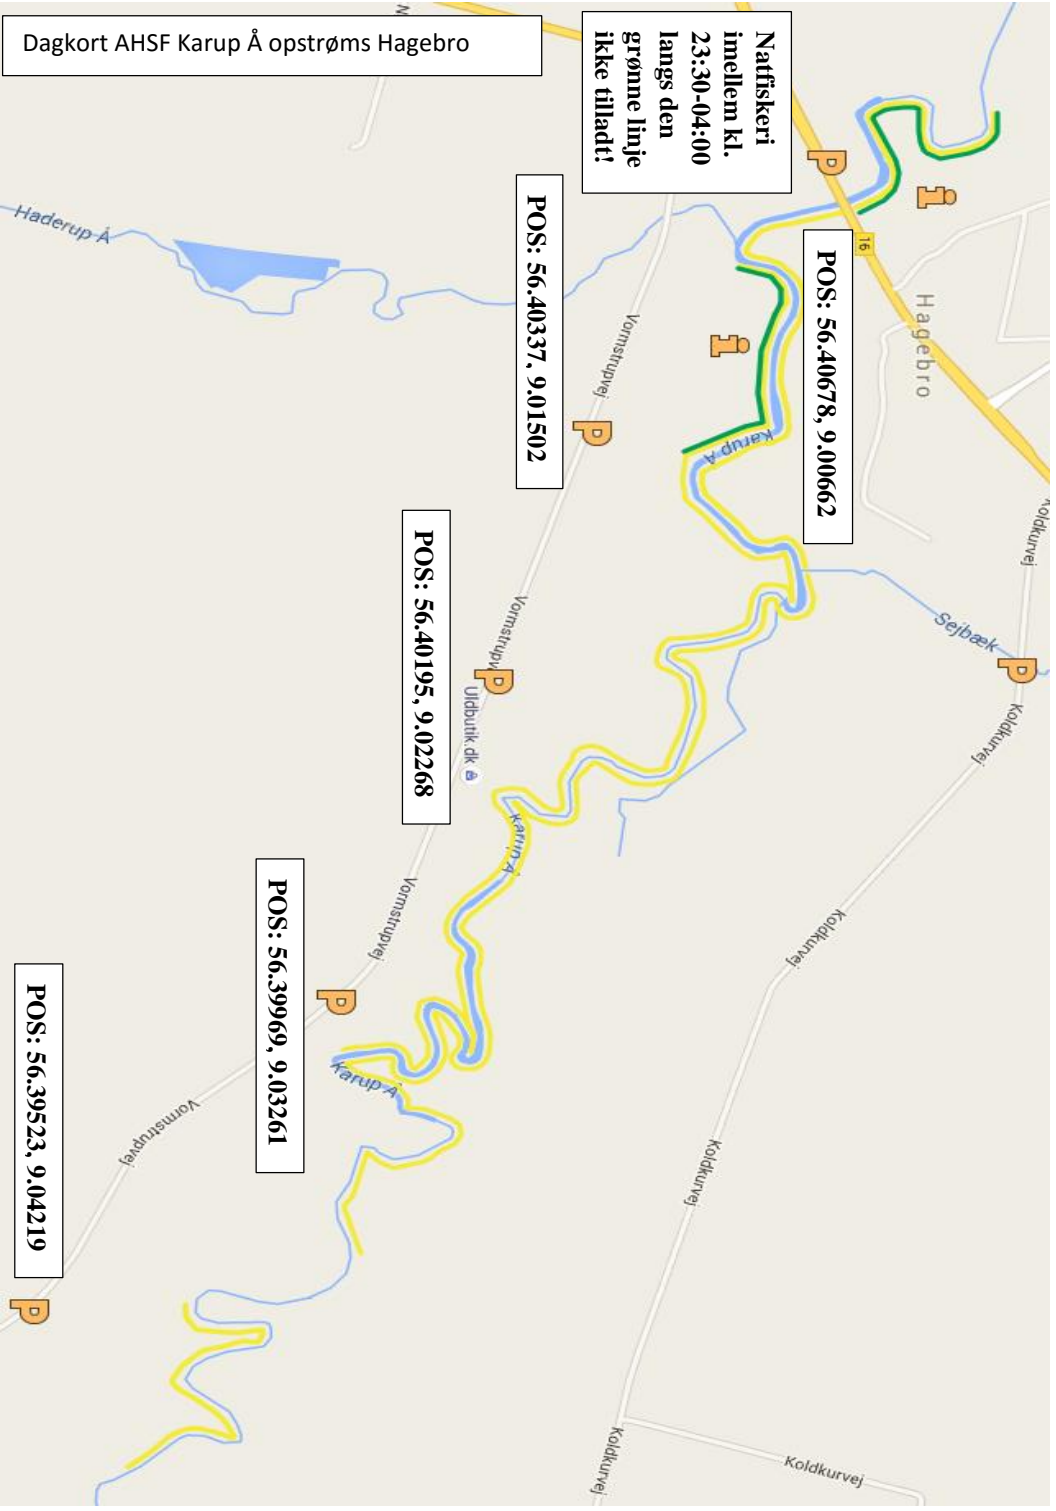 Dagkort AHSF Karup Å opstrøms Hagebro
Natfiskeri
imellem kl.
23:30-04:00
langs den
grønne linje
ikke tilladt!
N
P
16
POS: 56.40678, 9.00662
Hagebro
Haderup Å
Vormstrupvej
POS: 56.40337, 9.01502
P
Karup Å
Koldkurvej
Sejbæk
P
Koldkurvej
Vormstrupvej
P
Uldbutik.dk
POS: 56.40195, 9.02268
Karup Å
Koldkurvej
Vormstrupvej
P
POS: 56.39969, 9.03261
Karup Å
Vormstrupvej
Koldkurvej
POS: 56.39523, 9.04219
P
Koldkurvej
Koldkurvej